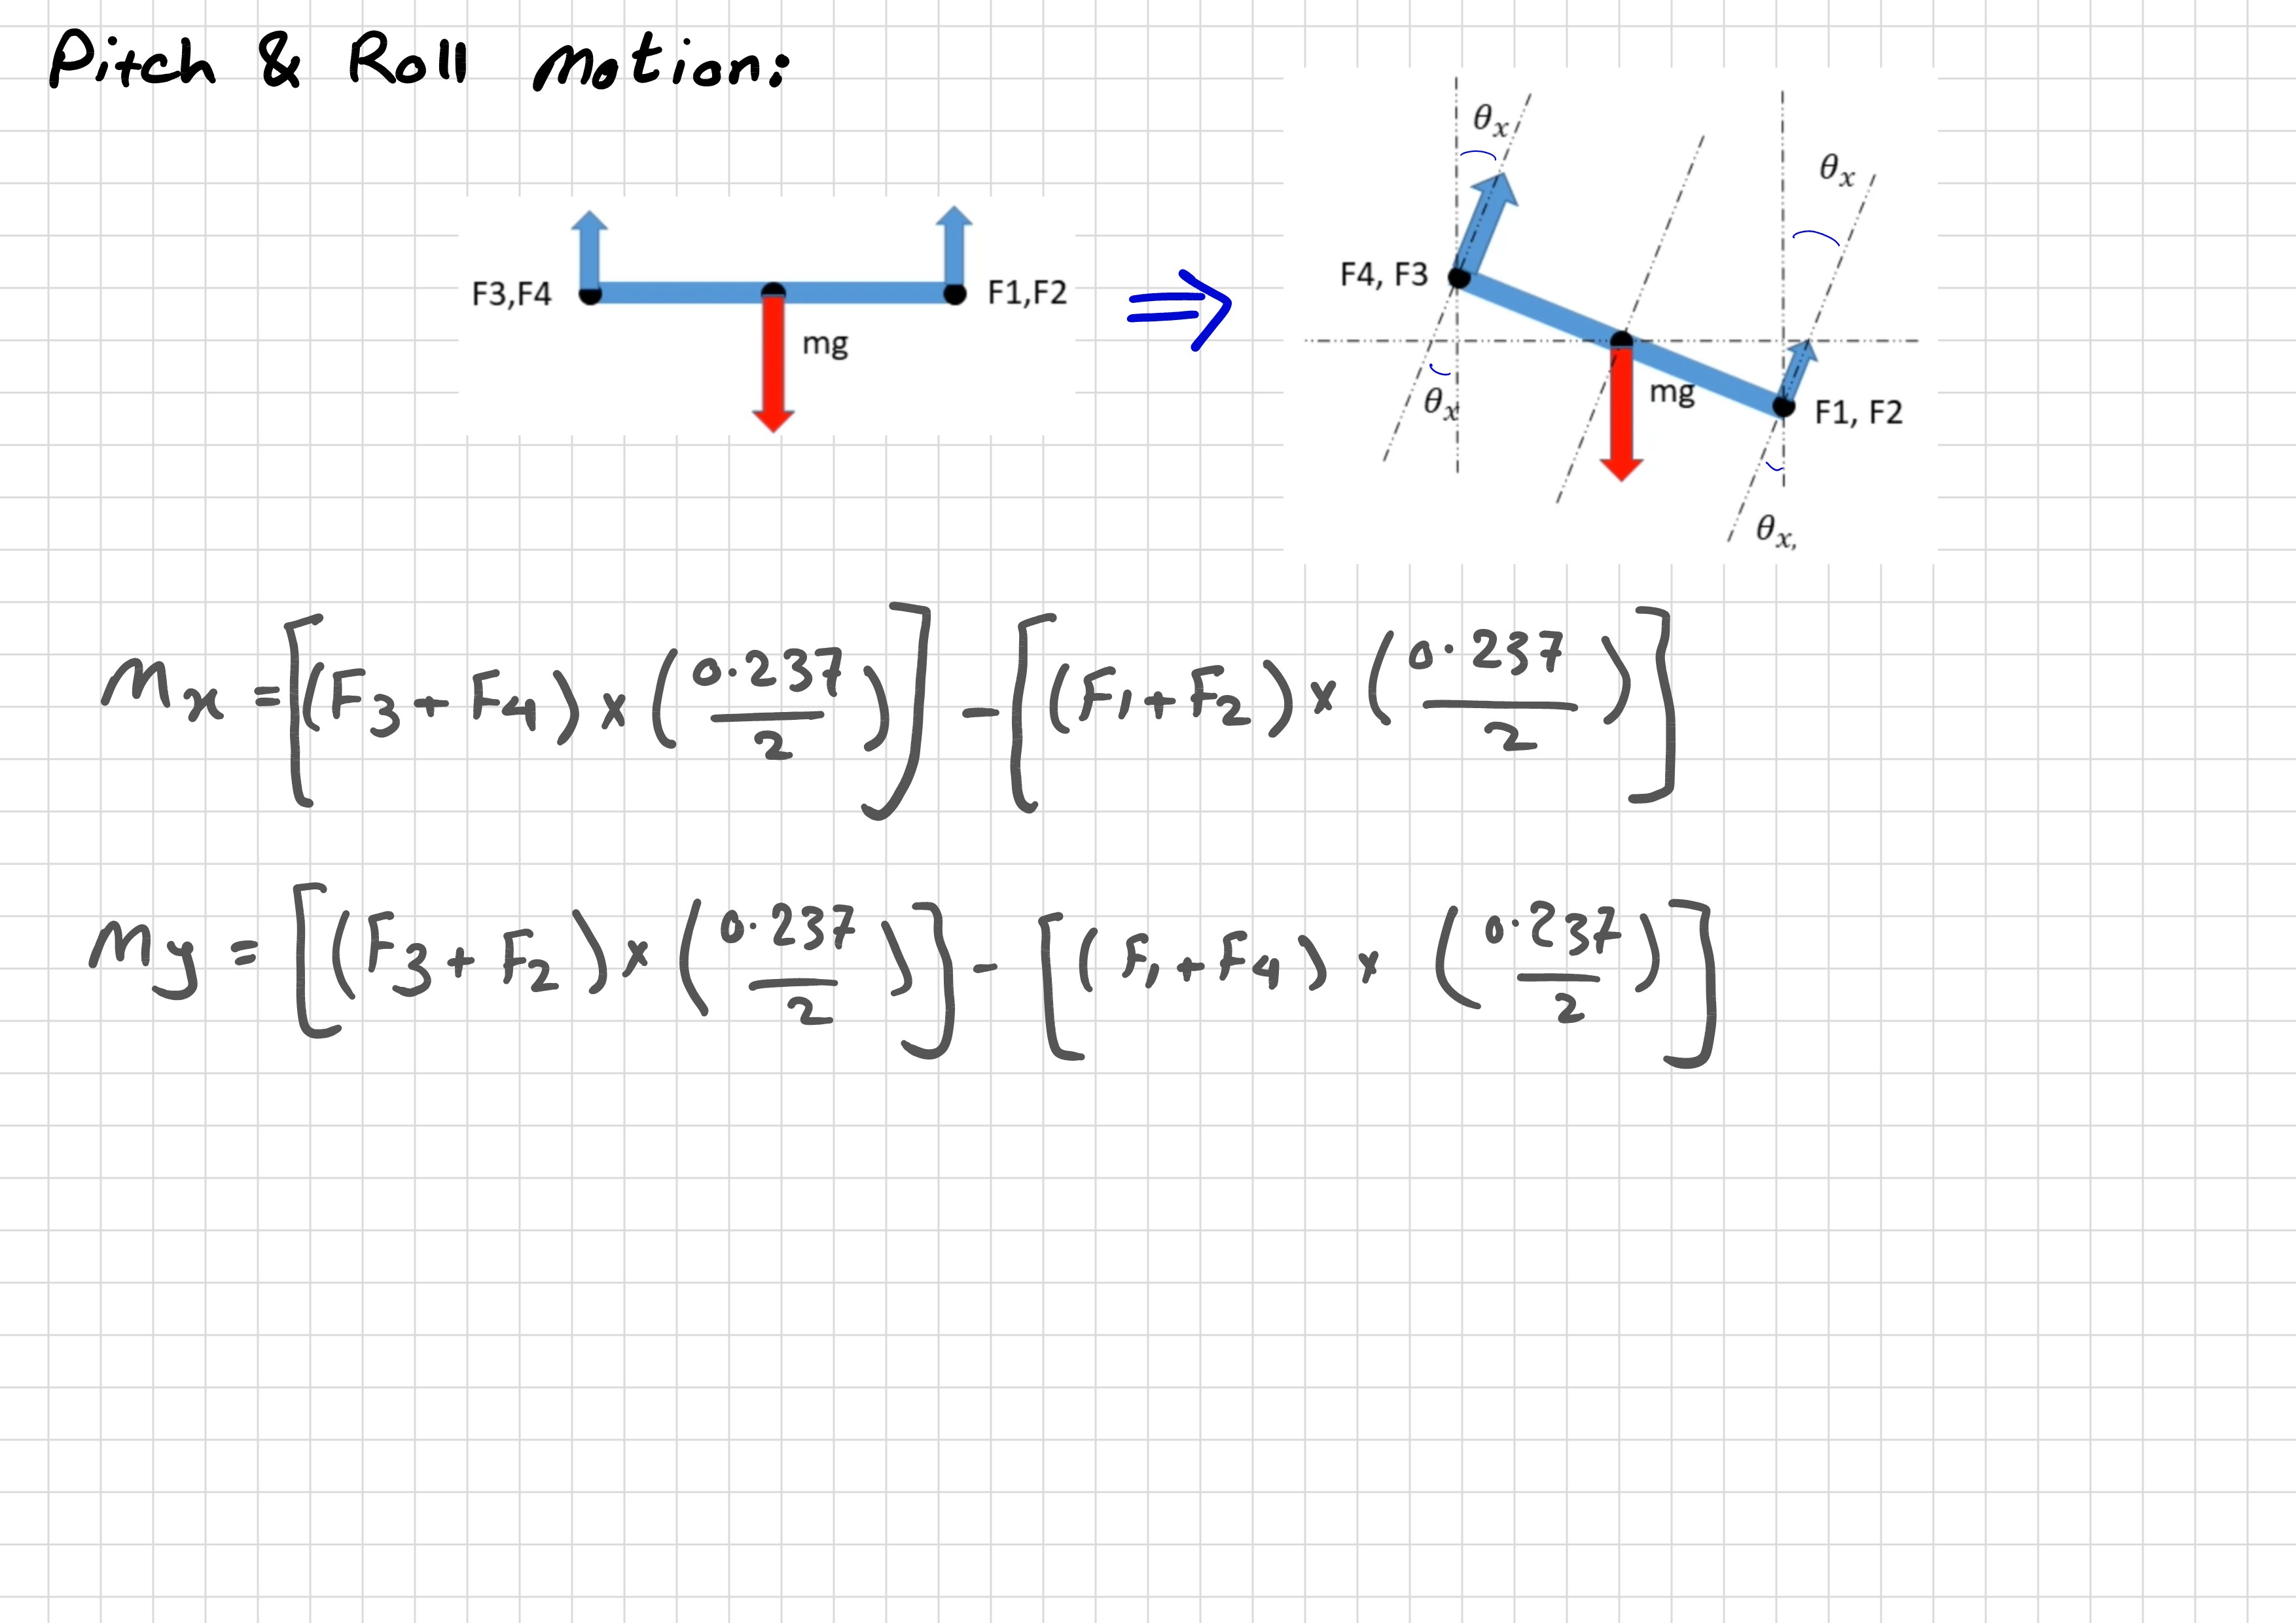 Pitch & Roll Motion:
F3,F4
F1,F2
mg
θx
θx
F4, F3
mg
θx
F1, F2
θx,
Mx = [(F3 + F4) × (0.237/2)] - [(F1 + F2) × (0.237/2)]
My = [(F3 + F2) × (0.237/2)] - [(F1 + F4) × (0.237/2)]